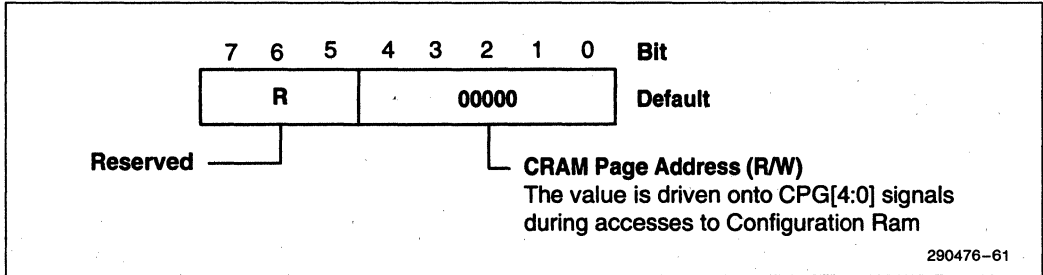 7 6 5 4 3 2 1 0 Bit
R 00000 Default
Reserved
CRAM Page Address (R/W)
The value is driven onto CPG[4:0] signals
during accesses to Configuration Ram
290476-61